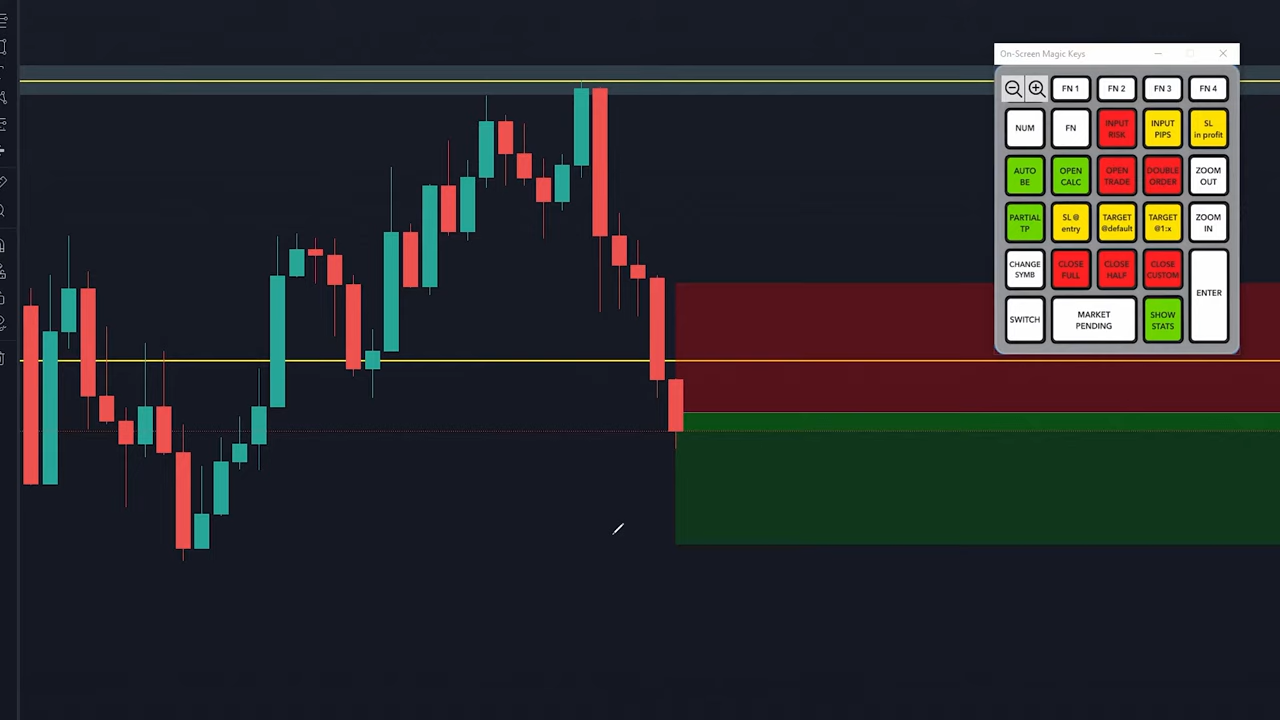 On-Screen Magic Keys
FN 1
FN 2
FN 3
FN 4
NUM
FN
INPUT
RISK
INPUT
PIPS
SL
in profit
AUTO
BE
OPEN
CALC
OPEN
TRADE
DOUBLE
ORDER
ZOOM
OUT
PARTIAL
TP
SL @
entry
TARGET
@default
TARGET
@1:x
ZOOM
IN
CHANGE
SYMB
CLOSE
FULL
CLOSE
HALF
CLOSE
CUSTOM
ENTER
SWITCH
MARKET
PENDING
SHOW
STATS